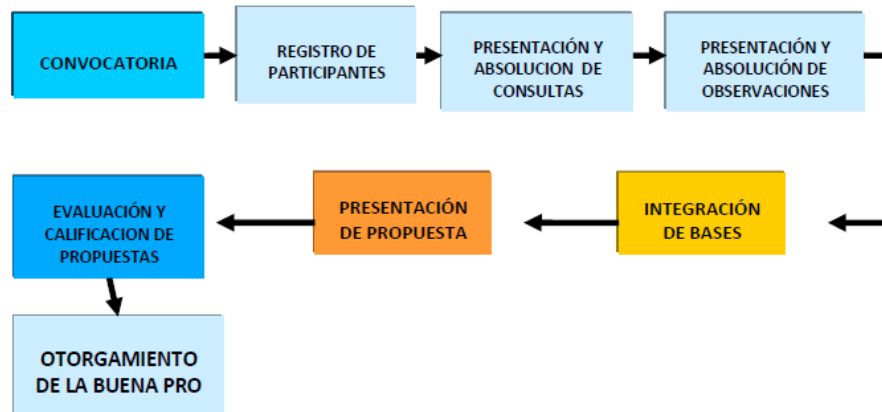 CONVOCATORIA
REGISTRO DE
PARTICIPANTES
PRESENTACIÓN Y
ABSOLUCION DE
CONSULTAS
PRESENTACIÓN Y
ABSOLUCIÓN DE
OBSERVACIONES
INTEGRACIÓN
DE BASES
PRESENTACIÓN
DE PROPUESTA
EVALUACIÓN Y
CALIFICACION DE
PROPUESTAS
OTORGAMIENTO
DE LA BUENA PRO